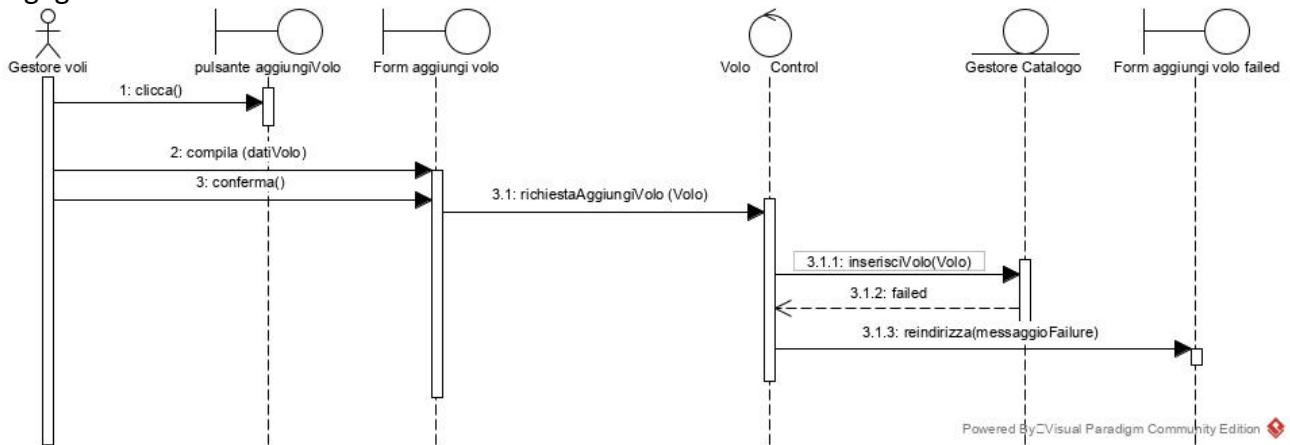 Gestore voli
pulsante aggiungiVolo
Form aggiungi volo
Volo Control
Gestore Catalogo
Form aggiungi volo failed
1: clicca()
2: compila (datiVolo)
3: conferma()
3.1: richiestaAggiungiVolo (Volo)
3.1.1: inserisciVolo(Volo)
3.1.2: failed
3.1.3: reindirizza(messaggioFailure)
Powered By Visual Paradigm Community Edition